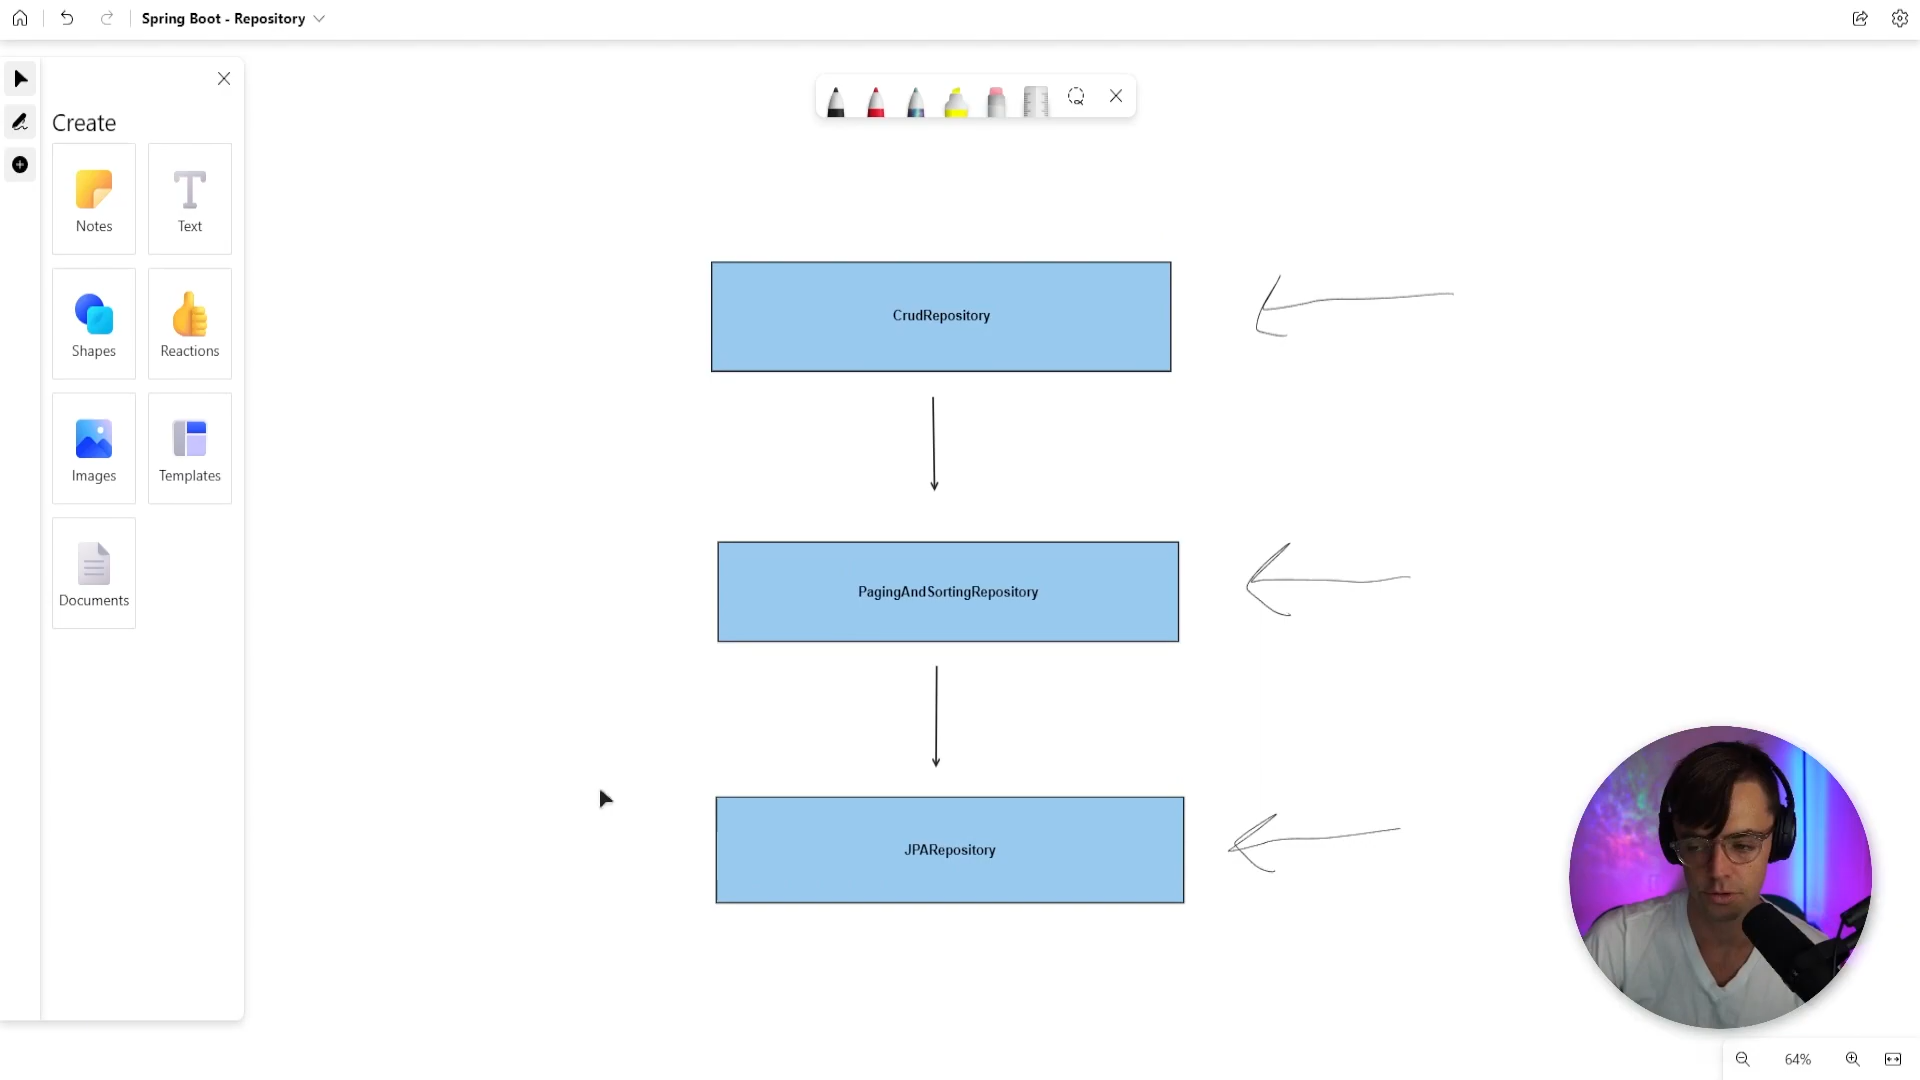 Spring Boot - Repository
Create
Notes
Text
Shapes
Reactions
Images
Templates
Documents
CrudRepository
PagingAndSortingRepository
JPARepository
64%